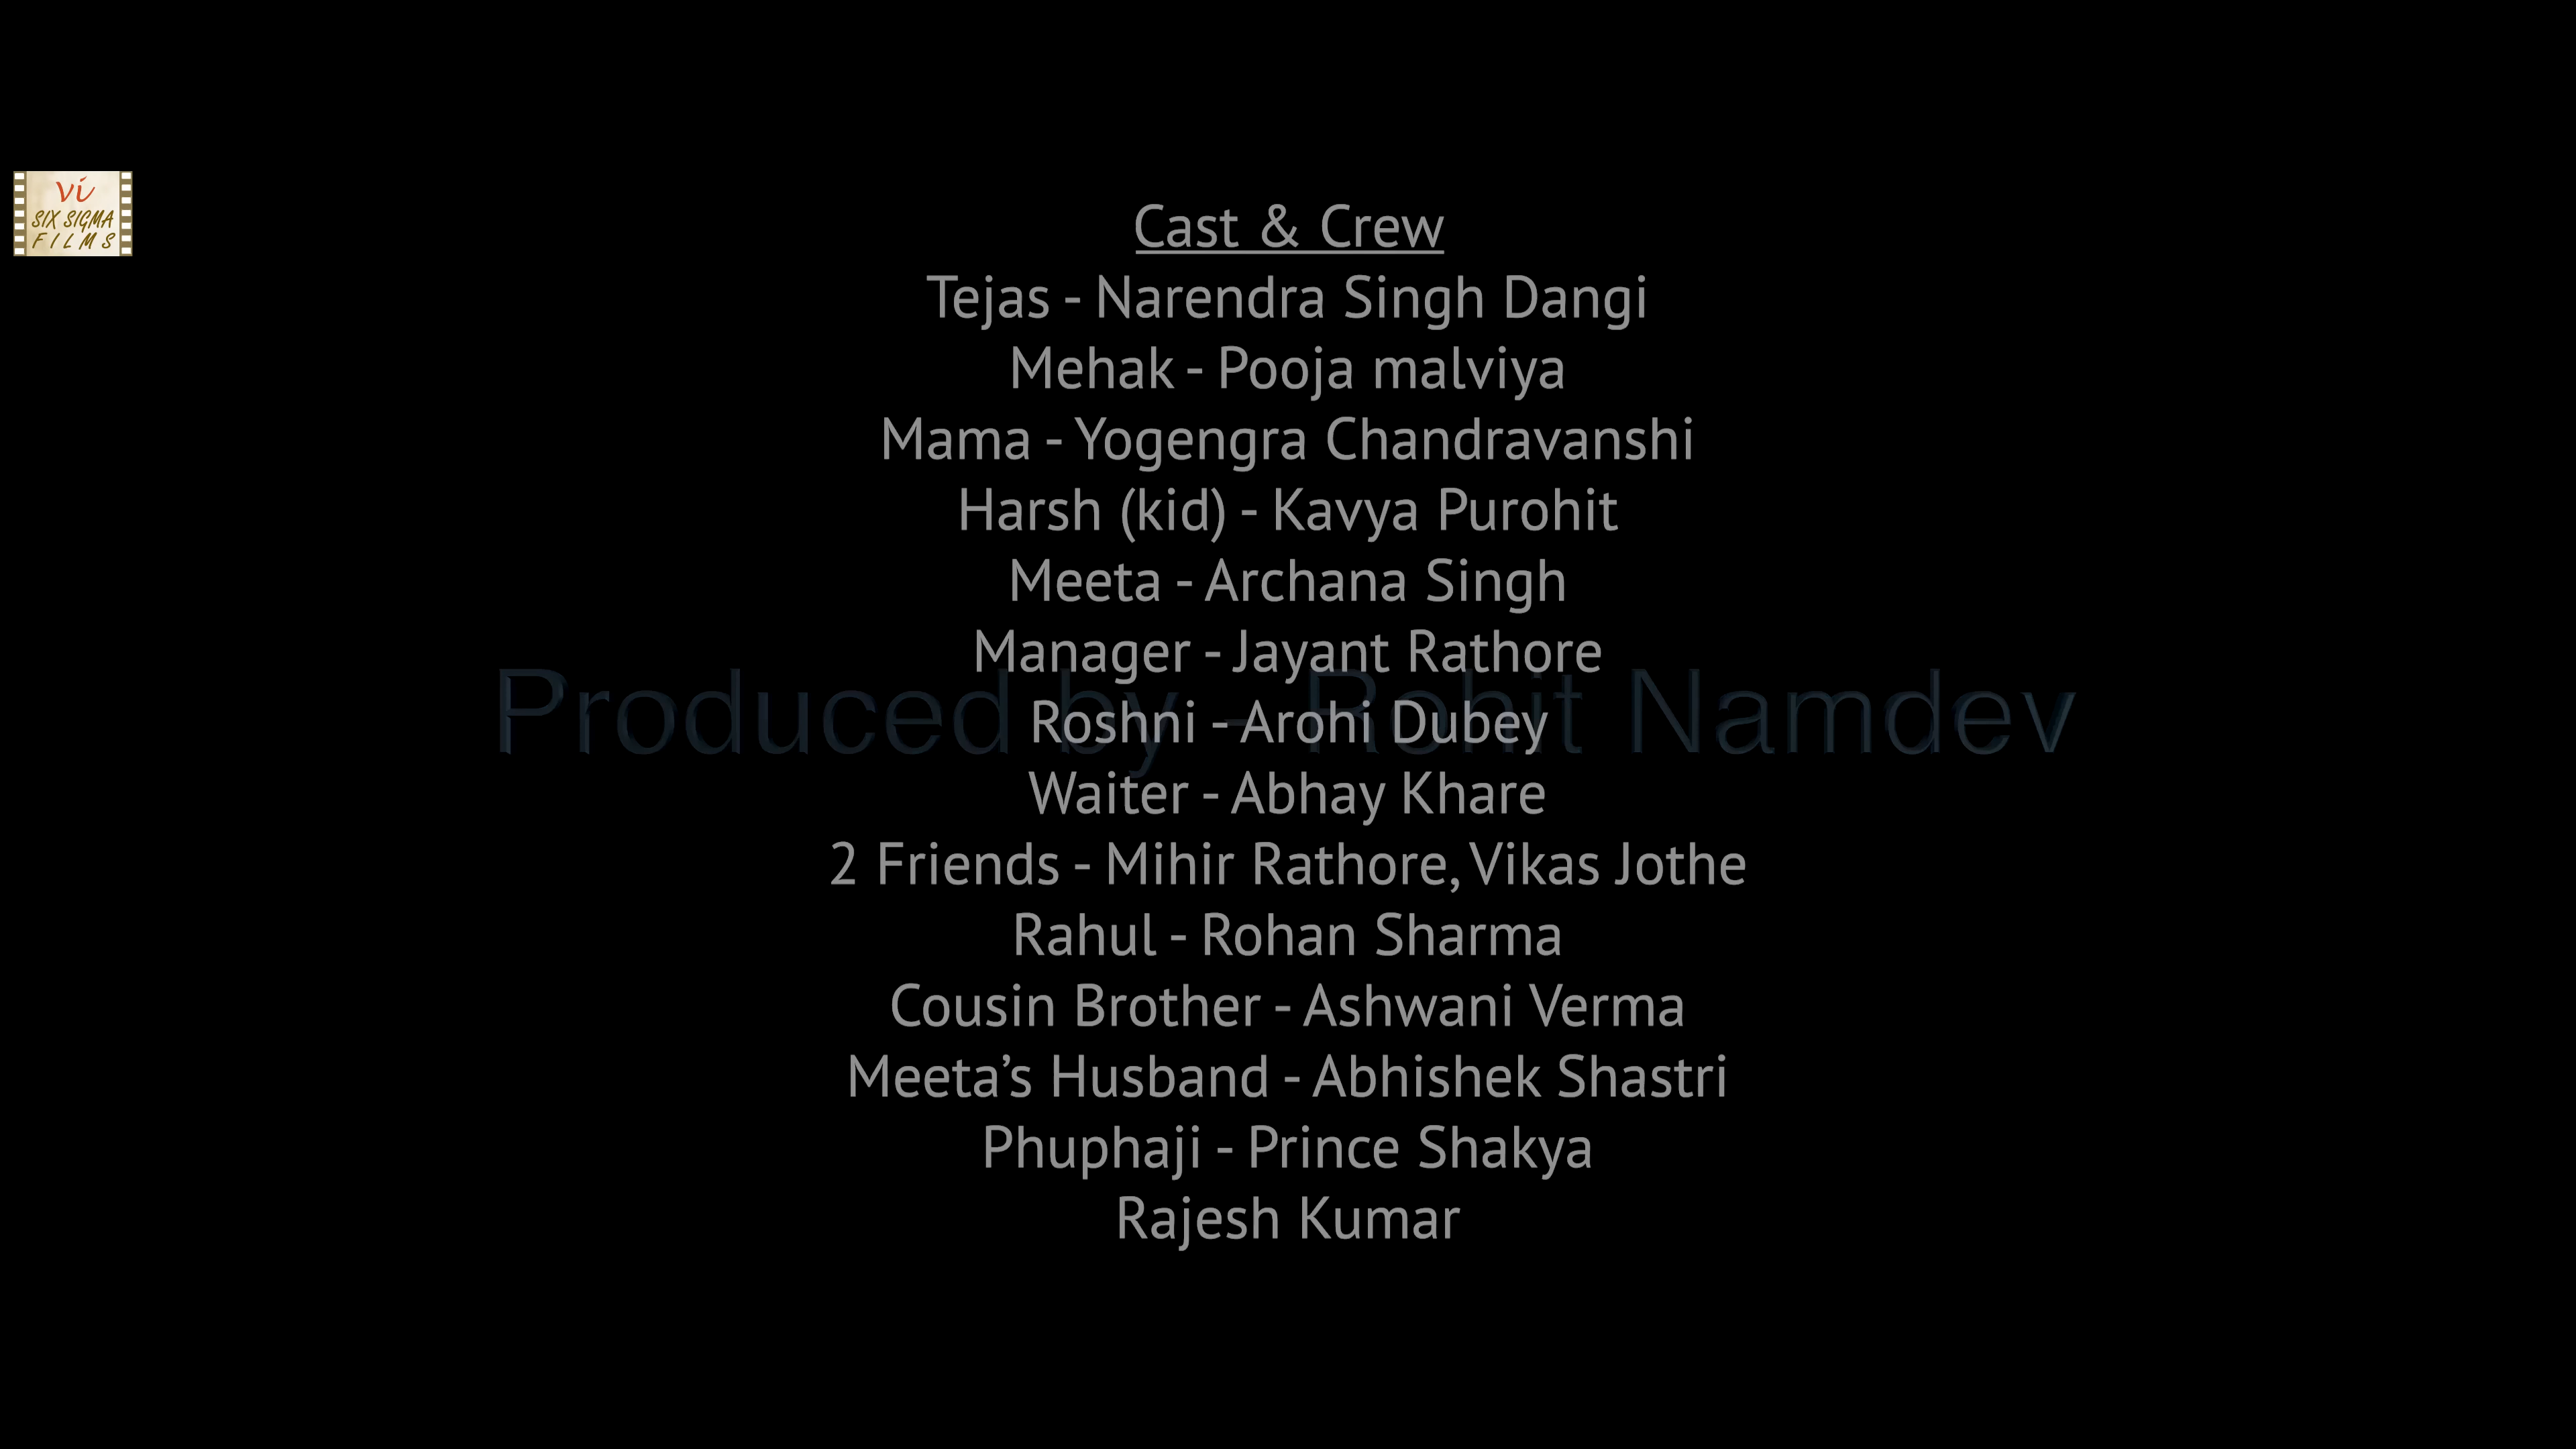 vi
SIX SIGMA
FILMS
Cast & Crew
Tejas - Narendra Singh Dangi
Mehak - Pooja malviya
Mama - Yogengra Chandravanshi
Harsh (kid) - Kavya Purohit
Meeta - Archana Singh
Manager - Jayant Rathore
Produced by - Rohit Namdev
Roshni - Arohi Dubey
Waiter - Abhay Khare
2 Friends - Mihir Rathore, Vikas Jothe
Rahul - Rohan Sharma
Cousin Brother - Ashwani Verma
Meeta’s Husband - Abhishek Shastri
Phuphaji - Prince Shakya
Rajesh Kumar